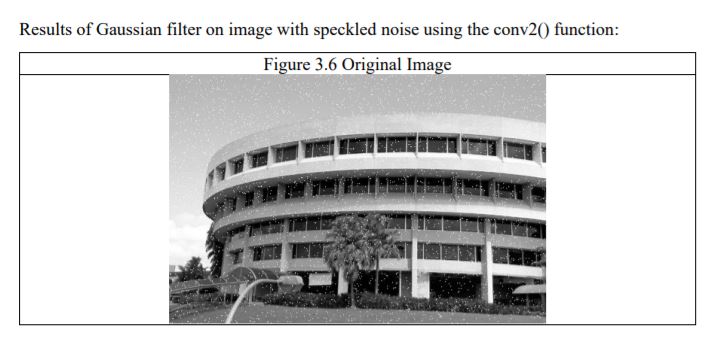 Results of Gaussian filter on image with speckled noise using the conv2() function:
Figure 3.6 Original Image